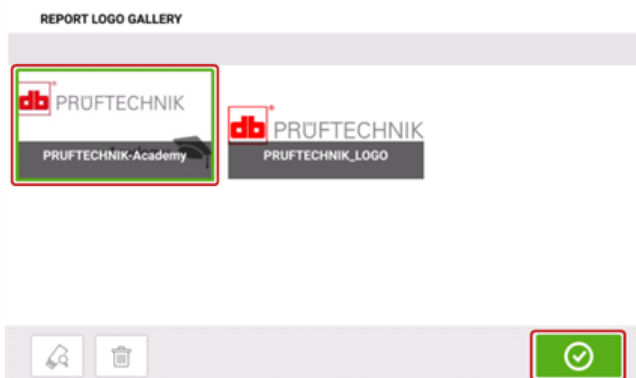 REPORT LOGO GALLERY
db PRÜFTECHNIK
PRUFTECHNIK-Academy
db PRÜFTECHNIK
PRUFTECHNIK_LOGO